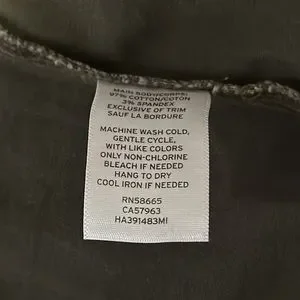 MAIN BODY/CORPS:
97% COTTON/COTON
3% SPANDEX
EXCLUSIVE OF TRIM
SAUF LA BORDURE
MACHINE WASH COLD,
GENTLE CYCLE,
WITH LIKE COLORS
ONLY NON-CHLORINE
BLEACH IF NEEDED
HANG TO DRY
COOL IRON IF NEEDED
RN58665
CA57963
HA391483MI